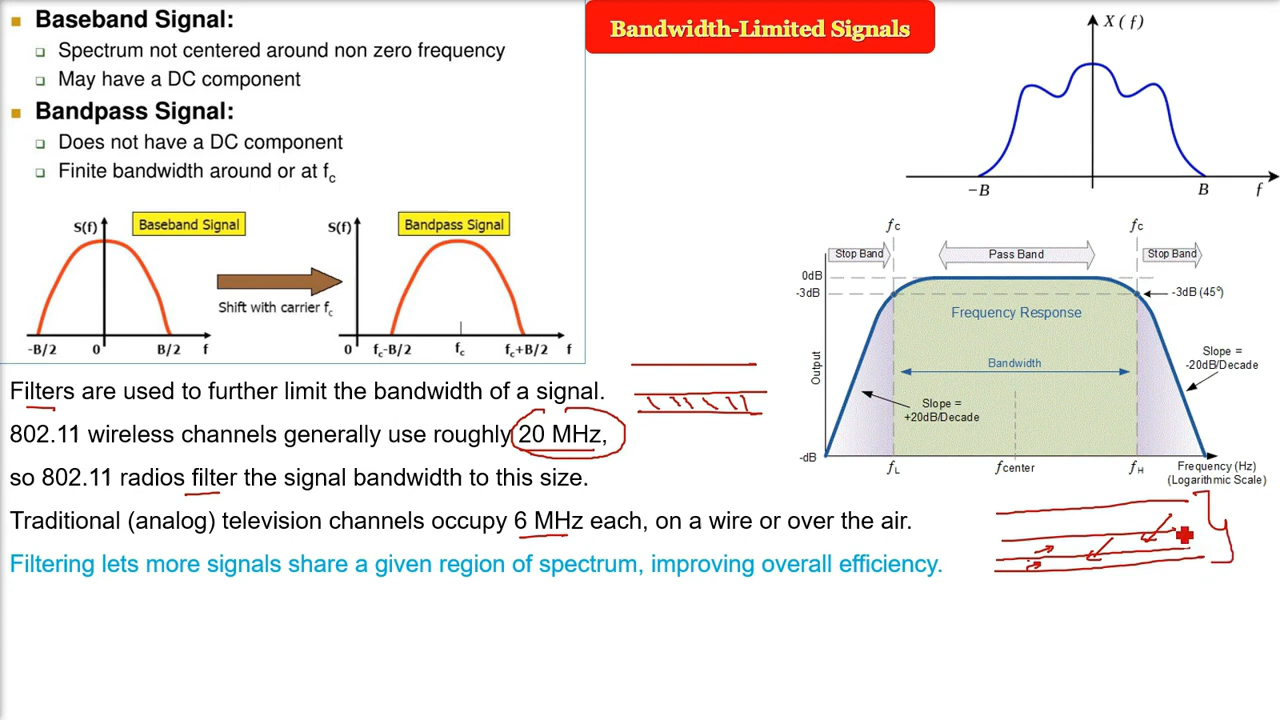 Baseband Signal:
Spectrum not centered around non zero frequency
May have a DC component
Bandpass Signal:
Does not have a DC component
Finite bandwidth around or at fc
Bandwidth-Limited Signals
X(f)
−B
B
f
S(f)
Baseband Signal
Shift with carrier fc
-B/2
0
B/2
f
S(f)
Bandpass Signal
0
fc-B/2
fc
fc+B/2
f
fc
fc
Stop Band
Pass Band
Stop Band
0dB
-3dB
-3dB (45°)
Frequency Response
Bandwidth
Output
Slope =
+20dB/Decade
Slope =
-20dB/Decade
-dB
fL
fcenter
fH
Frequency (Hz)
(Logarithmic Scale)
Filters are used to further limit the bandwidth of a signal.
802.11 wireless channels generally use roughly 20 MHz,
so 802.11 radios filter the signal bandwidth to this size.
Traditional (analog) television channels occupy 6 MHz each, on a wire or over the air.
Filtering lets more signals share a given region of spectrum, improving overall efficiency.